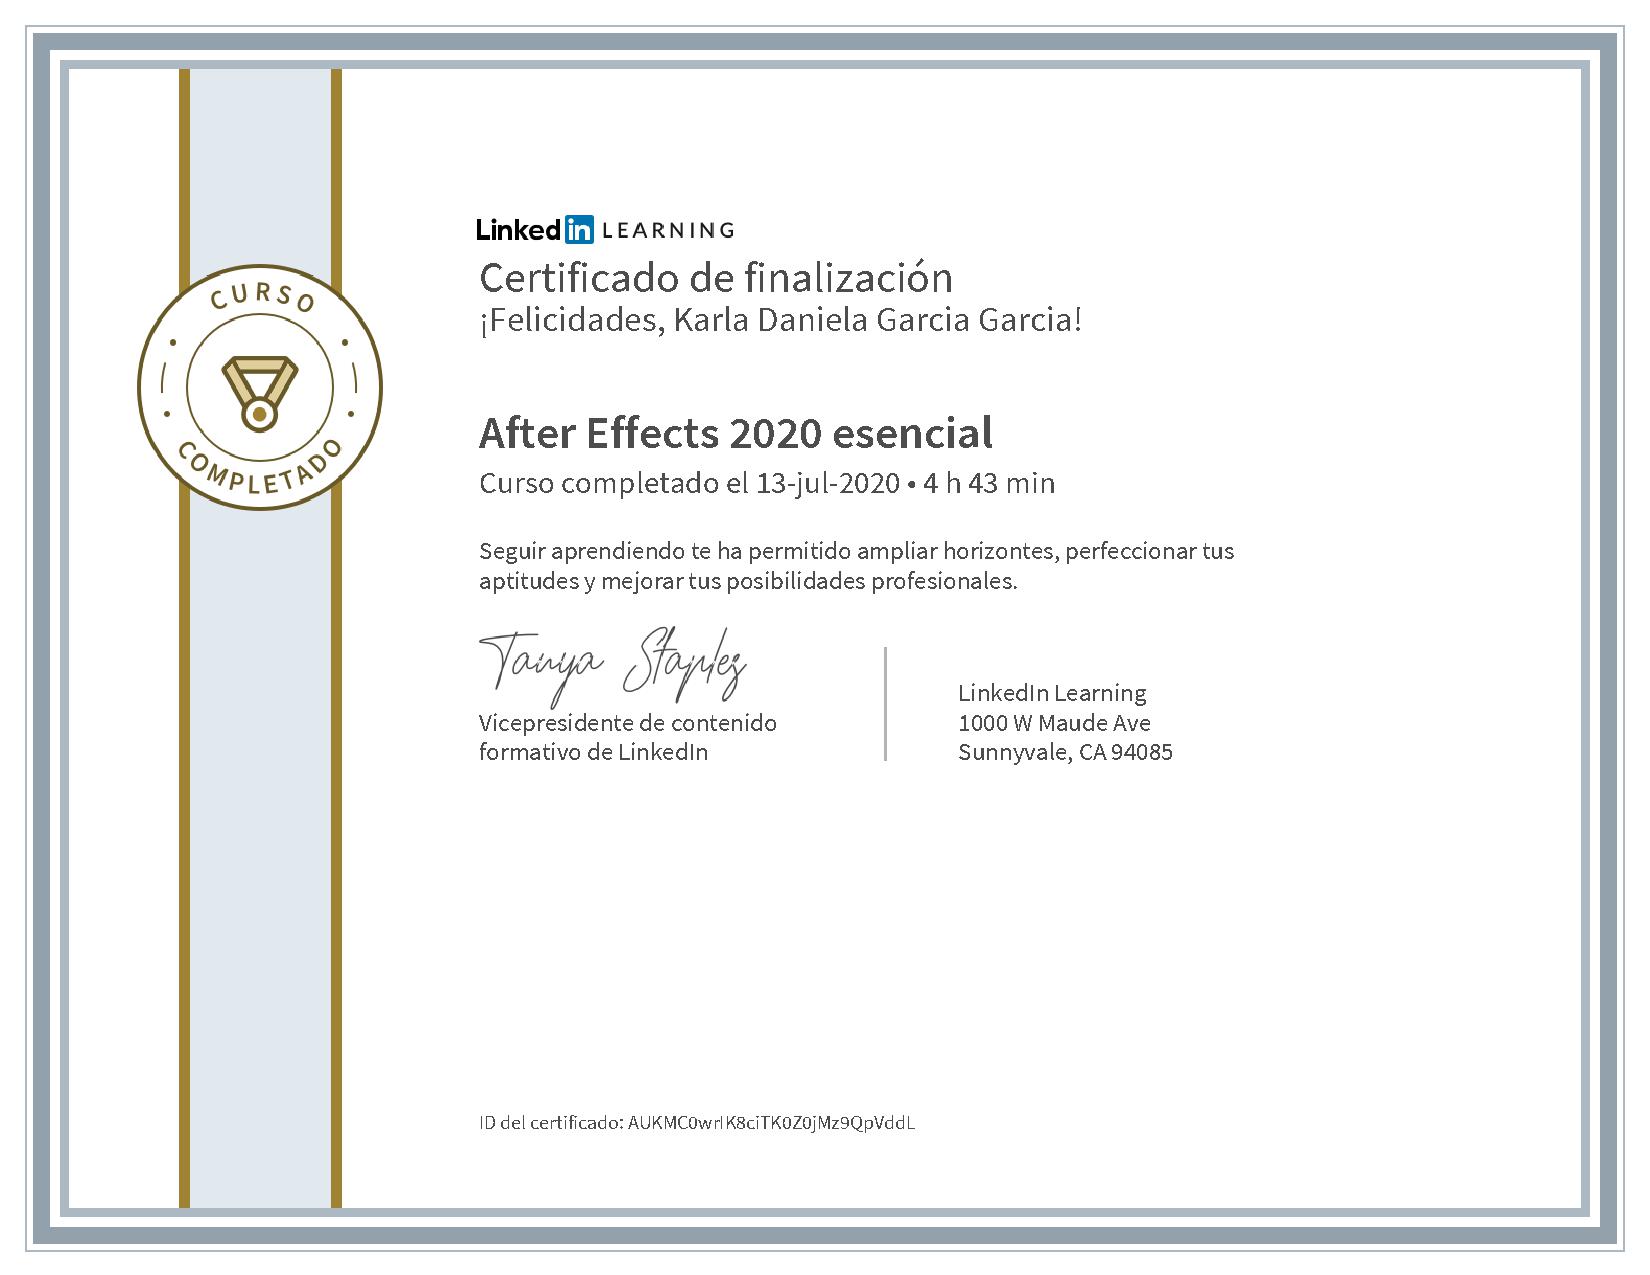 CURSO
COMPLETADO
Linked in LEARNING
Certificado de finalización
¡Felicidades, Karla Daniela Garcia Garcia!
After Effects 2020 esencial
Curso completado el 13-jul-2020 • 4 h 43 min
Seguir aprendiendo te ha permitido ampliar horizontes, perfeccionar tus
aptitudes y mejorar tus posibilidades profesionales.
Tanya Staples
Vicepresidente de contenido
formativo de LinkedIn
LinkedIn Learning
1000 W Maude Ave
Sunnyvale, CA 94085
ID del certificado: AUKMC0wrIK8ciTK0Z0jMz9QpVddL